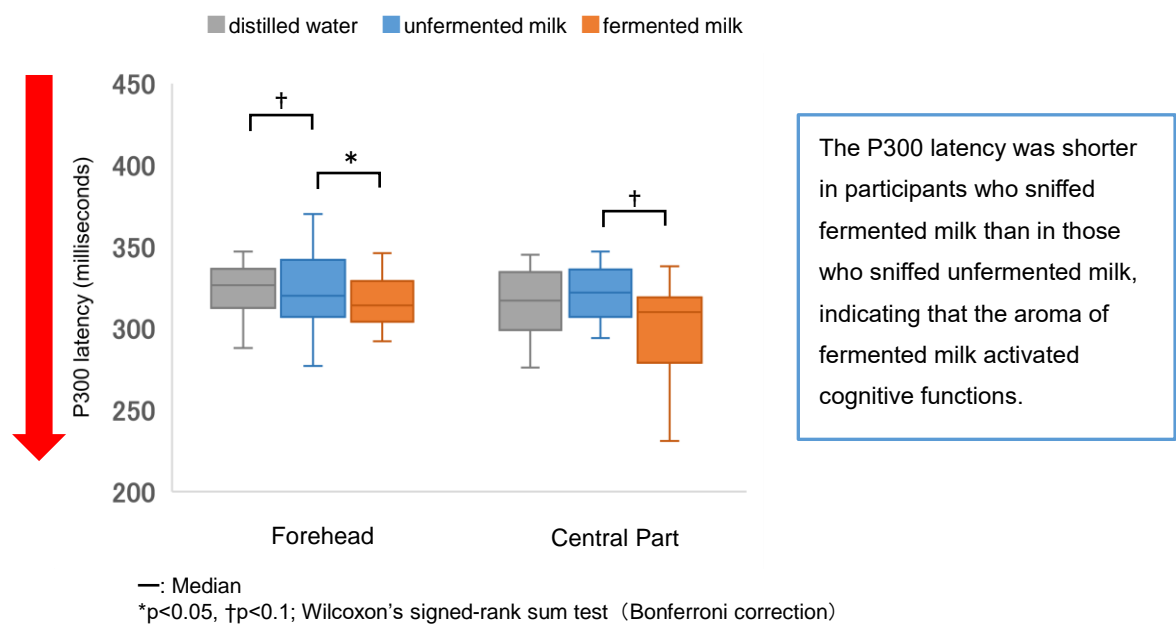 distilled water unfermented milk fermented milk
P300 latency (milliseconds)
450
†
400
*
350
†
300
250
200
Forehead Central Part
The P300 latency was shorter
in participants who sniffed
fermented milk than in those
who sniffed unfermented milk,
indicating that the aroma of
fermented milk activated
cognitive functions.
—: Median
*p<0.05, †p<0.1; Wilcoxon’s signed-rank sum test（Bonferroni correction）